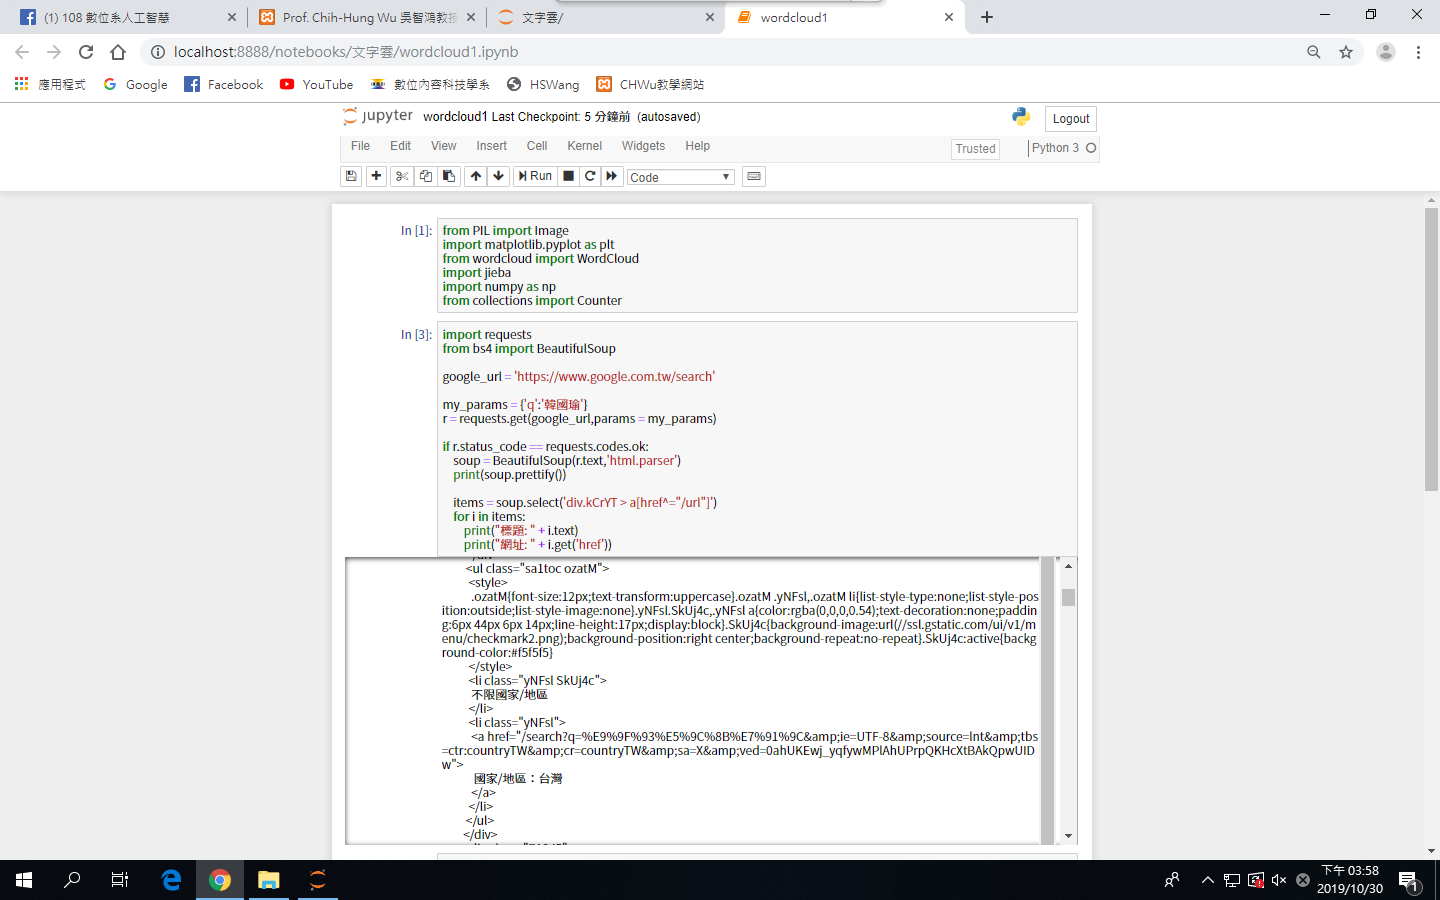 (1) 108 數位系人工智慧
Prof. Chih-Hung Wu 吳智鴻教授
文字雲/
wordcloud1
localhost:8888/notebooks/文字雲/wordcloud1.ipynb
應用程式
Google
Facebook
YouTube
數位內容科技學系
HSWang
CHWu教學網站
jupyter
wordcloud1 Last Checkpoint: 5 分鐘前 (autosaved)
Logout
File Edit View Insert Cell Kernel Widgets Help
Trusted
Python 3
Run
Code
In [1]:
from PIL import Image
import matplotlib.pyplot as plt
from wordcloud import WordCloud
import jieba
import numpy as np
from collections import Counter
In [3]:
import requests
from bs4 import BeautifulSoup
google_url = 'https://www.google.com.tw/search'
my_params = {'q':'韓國瑜'}
r = requests.get(google_url,params = my_params)
if r.status_code == requests.codes.ok:
soup = BeautifulSoup(r.text,'html.parser')
print(soup.prettify())
items = soup.select('div.kCrYT > a[href^="/url"]')
for i in items:
print("標題: " + i.text)
print("網址: " + i.get('href'))
<ul class="sa1toc ozatM">
<style>
.ozatM{font-size:12px;text-transform:uppercase}.ozatM .yNFsl,.ozatM li{list-style-type:none;list-style-pos
ition:outside;list-style-image:none}.yNFsl.SkUj4c,.yNFsl a{color:rgba(0,0,0,0.54);text-decoration:none;paddin
g:6px 44px 6px 14px;line-height:17px;display:block}.SkUj4c{background-image:url(//ssl.gstatic.com/ui/v1/m
enu/checkmark2.png);background-position:right center;background-repeat:no-repeat}.SkUj4c:active{backg
round-color:#f5f5f5}
</style>
<li class="yNFsl SkUj4c">
不限國家/地區
</li>
<li class="yNFsl">
<a href="/search?q=%E9%9F%93%E5%9C%8B%E7%91%9C&amp;ie=UTF-8&amp;source=lnt&amp;tbs
=ctr:countryTW&amp;cr=countryTW&amp;sa=X&amp;ved=0ahUKEwj_yqfywMPlAhUPrpQKHcXtBAkQpwUID
w">
國家/地區：台灣
</a>
</li>
</ul>
</div>
下午 03:58
2019/10/30
1